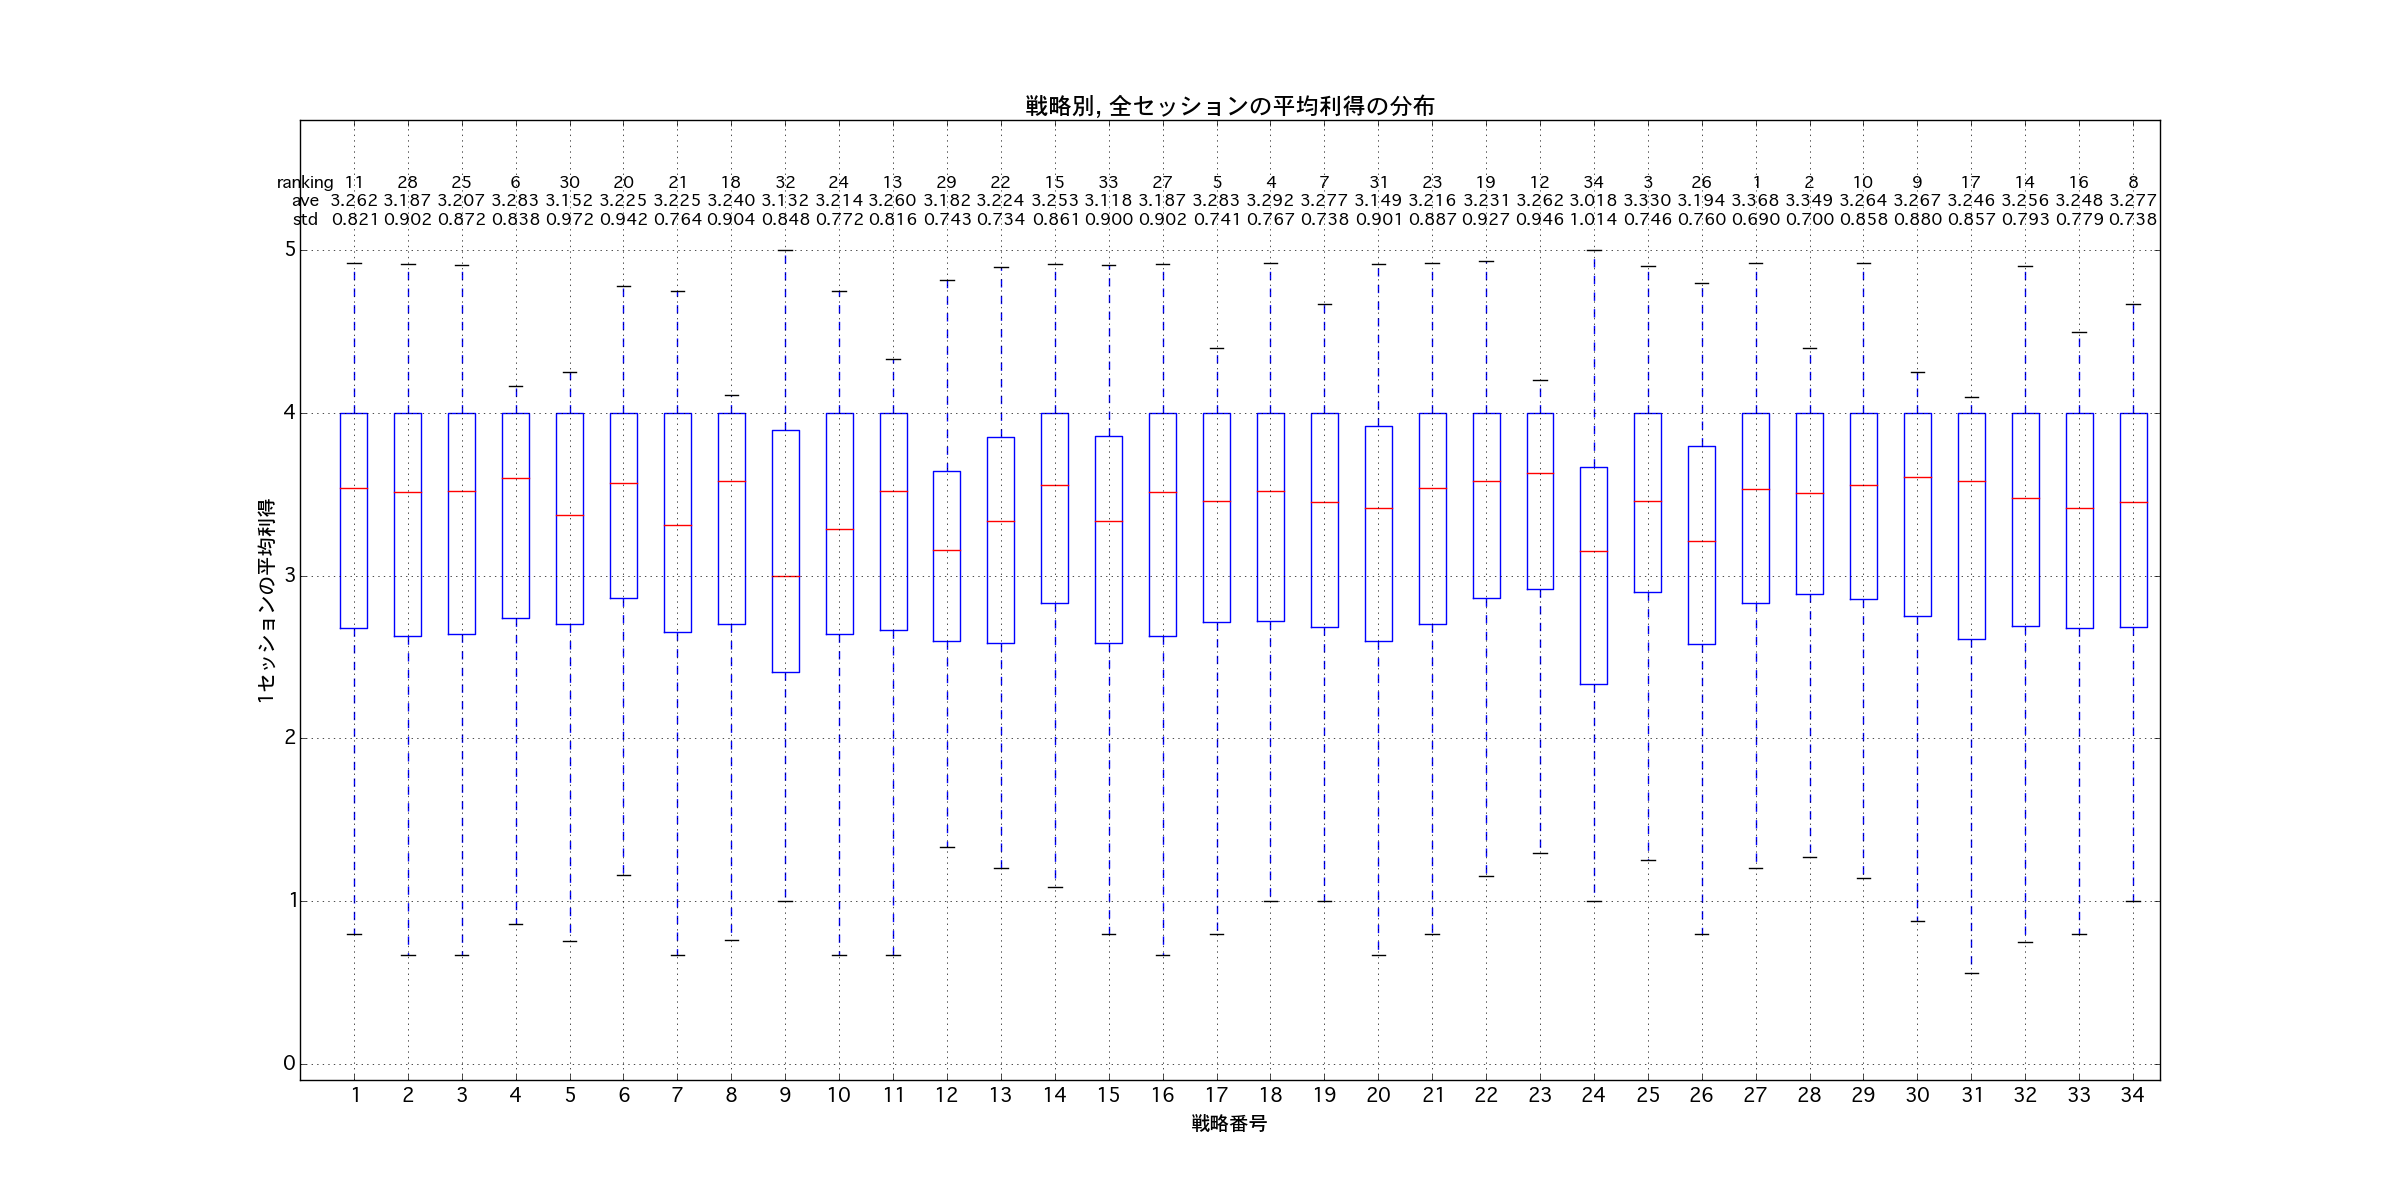 戦略別, 全セッションの平均利得の分布
ranking 11 28 25 6 30 20 21 18 32 24 13 29 22 15 33 27 5 4 7 31 23 19 12 34 3 26 1 2 10 9 17 14 16 8
ave 3.262 3.187 3.207 3.283 3.152 3.225 3.225 3.240 3.132 3.214 3.260 3.182 3.224 3.253 3.118 3.187 3.283 3.292 3.277 3.149 3.216 3.231 3.262 3.018 3.330 3.194 3.368 3.349 3.264 3.267 3.246 3.256 3.248 3.277
std 0.821 0.902 0.872 0.838 0.972 0.942 0.764 0.904 0.848 0.772 0.816 0.743 0.734 0.861 0.900 0.902 0.741 0.767 0.738 0.901 0.887 0.927 0.946 1.014 0.746 0.760 0.690 0.700 0.858 0.880 0.857 0.793 0.779 0.738
5
4
3
2
1
0
1セッションの平均利得
1 2 3 4 5 6 7 8 9 10 11 12 13 14 15 16 17 18 19 20 21 22 23 24 25 26 27 28 29 30 31 32 33 34
戦略番号